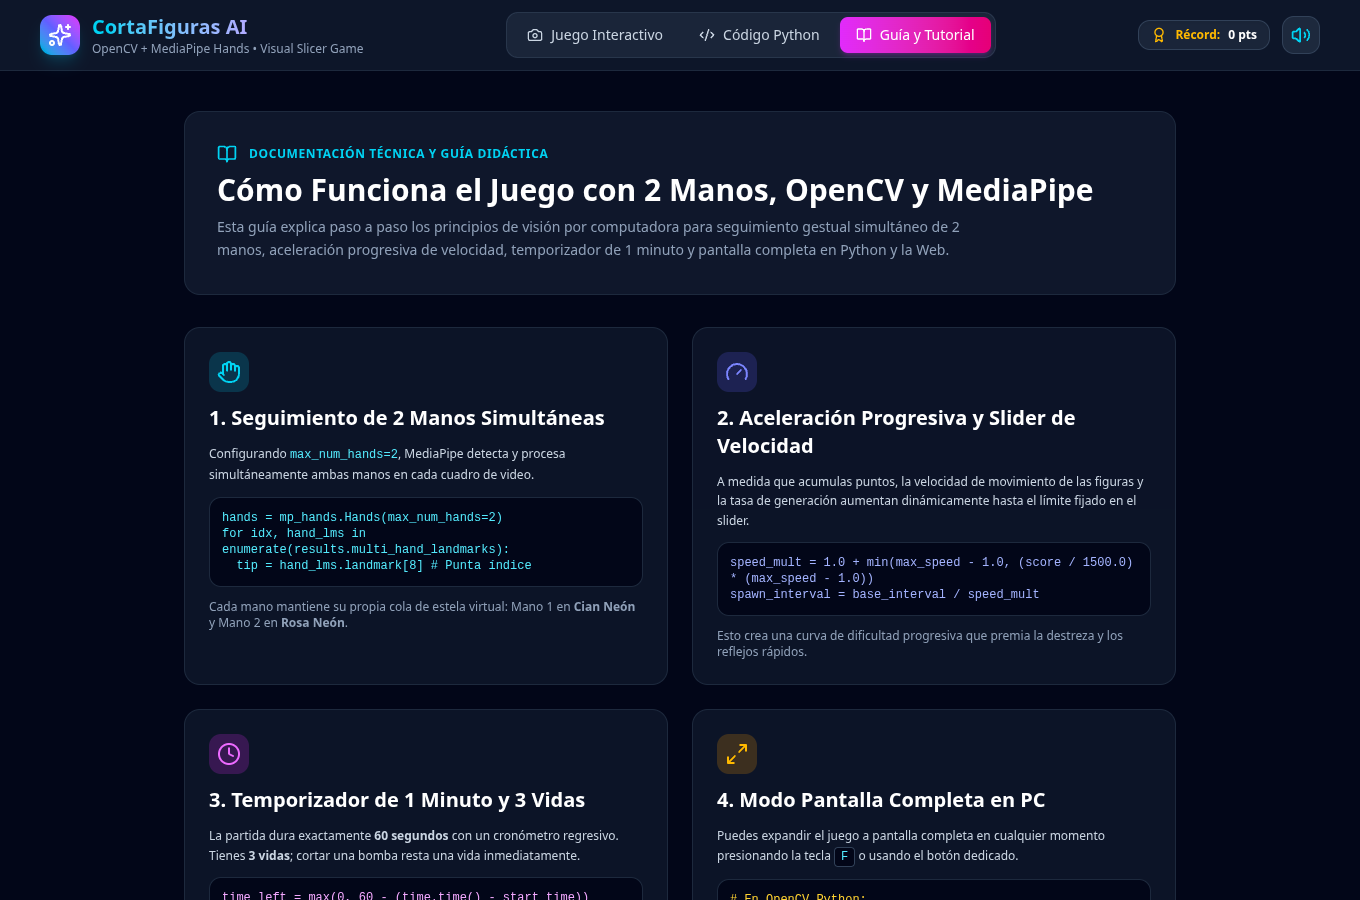 CortaFiguras AI
OpenCV + MediaPipe Hands • Visual Slicer Game
Juego Interactivo
Código Python
Guía y Tutorial
Récord: 0 pts
DOCUMENTACIÓN TÉCNICA Y GUÍA DIDÁCTICA
Cómo Funciona el Juego con 2 Manos, OpenCV y MediaPipe
Esta guía explica paso a paso los principios de visión por computadora para seguimiento gestual simultáneo de 2
manos, aceleración progresiva de velocidad, temporizador de 1 minuto y pantalla completa en Python y la Web.
1. Seguimiento de 2 Manos Simultáneas
Configurando max_num_hands=2, MediaPipe detecta y procesa
simultáneamente ambas manos en cada cuadro de video.
hands = mp_hands.Hands(max_num_hands=2)
for idx, hand_lms in
enumerate(results.multi_hand_landmarks):
  tip = hand_lms.landmark[8] # Punta índice
Cada mano mantiene su propia cola de estela virtual: Mano 1 en Cian Neón
y Mano 2 en Rosa Neón.
2. Aceleración Progresiva y Slider de
Velocidad
A medida que acumulas puntos, la velocidad de movimiento de las figuras y
la tasa de generación aumentan dinámicamente hasta el límite fijado en el
slider.
speed_mult = 1.0 + min(max_speed - 1.0, (score / 1500.0)
* (max_speed - 1.0))
spawn_interval = base_interval / speed_mult
Esto crea una curva de dificultad progresiva que premia la destreza y los
reflejos rápidos.
3. Temporizador de 1 Minuto y 3 Vidas
La partida dura exactamente 60 segundos con un cronómetro regresivo.
Tienes 3 vidas; cortar una bomba resta una vida inmediatamente.
time_left = max(0, 60 - (time.time() - start_time))
4. Modo Pantalla Completa en PC
Puedes expandir el juego a pantalla completa en cualquier momento
presionando la tecla F o usando el botón dedicado.
# En OpenCV Python: